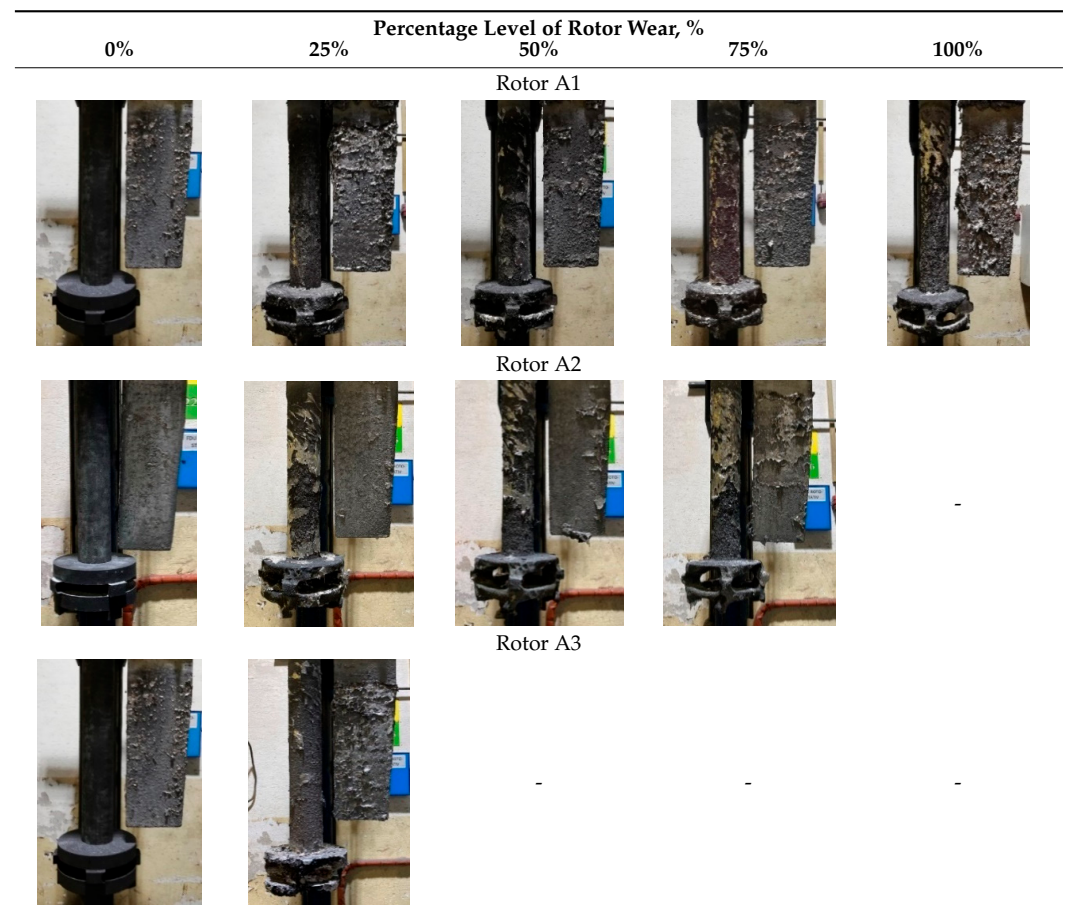 Percentage Level of Rotor Wear, %
0% 25% 50% 75% 100%
Rotor A1
Rotor A2
-
Rotor A3
- - -